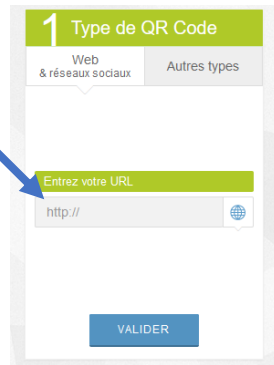 1 Type de QR Code
Web
& réseaux sociaux
Autres types
Entrez votre URL
http://
VALIDER